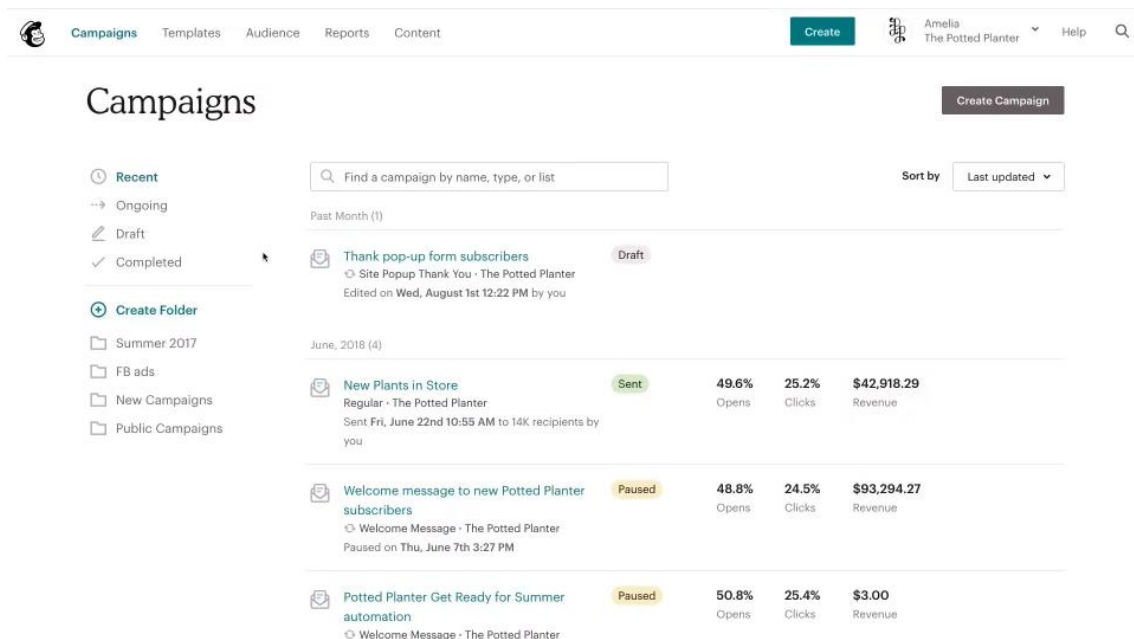 Campaigns Templates Audience Reports Content Create Amelia Help
The Potted Planter
Campaigns
Create Campaign
Recent
Ongoing
Draft
Completed
Create Folder
Summer 2017
FB ads
New Campaigns
Public Campaigns
Find a campaign by name, type, or list
Sort by Last updated
Past Month (1)
Thank pop-up form subscribers Draft
Site Popup Thank You · The Potted Planter
Edited on Wed, August 1st 12:22 PM by you
June, 2018 (4)
New Plants in Store Sent 49.6% 25.2% $42,918.29
Regular · The Potted Planter Opens Clicks Revenue
Sent Fri, June 22nd 10:55 AM to 14K recipients by
you
Welcome message to new Potted Planter Paused 48.8% 24.5% $93,294.27
subscribers Opens Clicks Revenue
Welcome Message · The Potted Planter
Paused on Thu, June 7th 3:27 PM
Potted Planter Get Ready for Summer Paused 50.8% 25.4% $3.00
automation Opens Clicks Revenue
Welcome Message · The Potted Planter